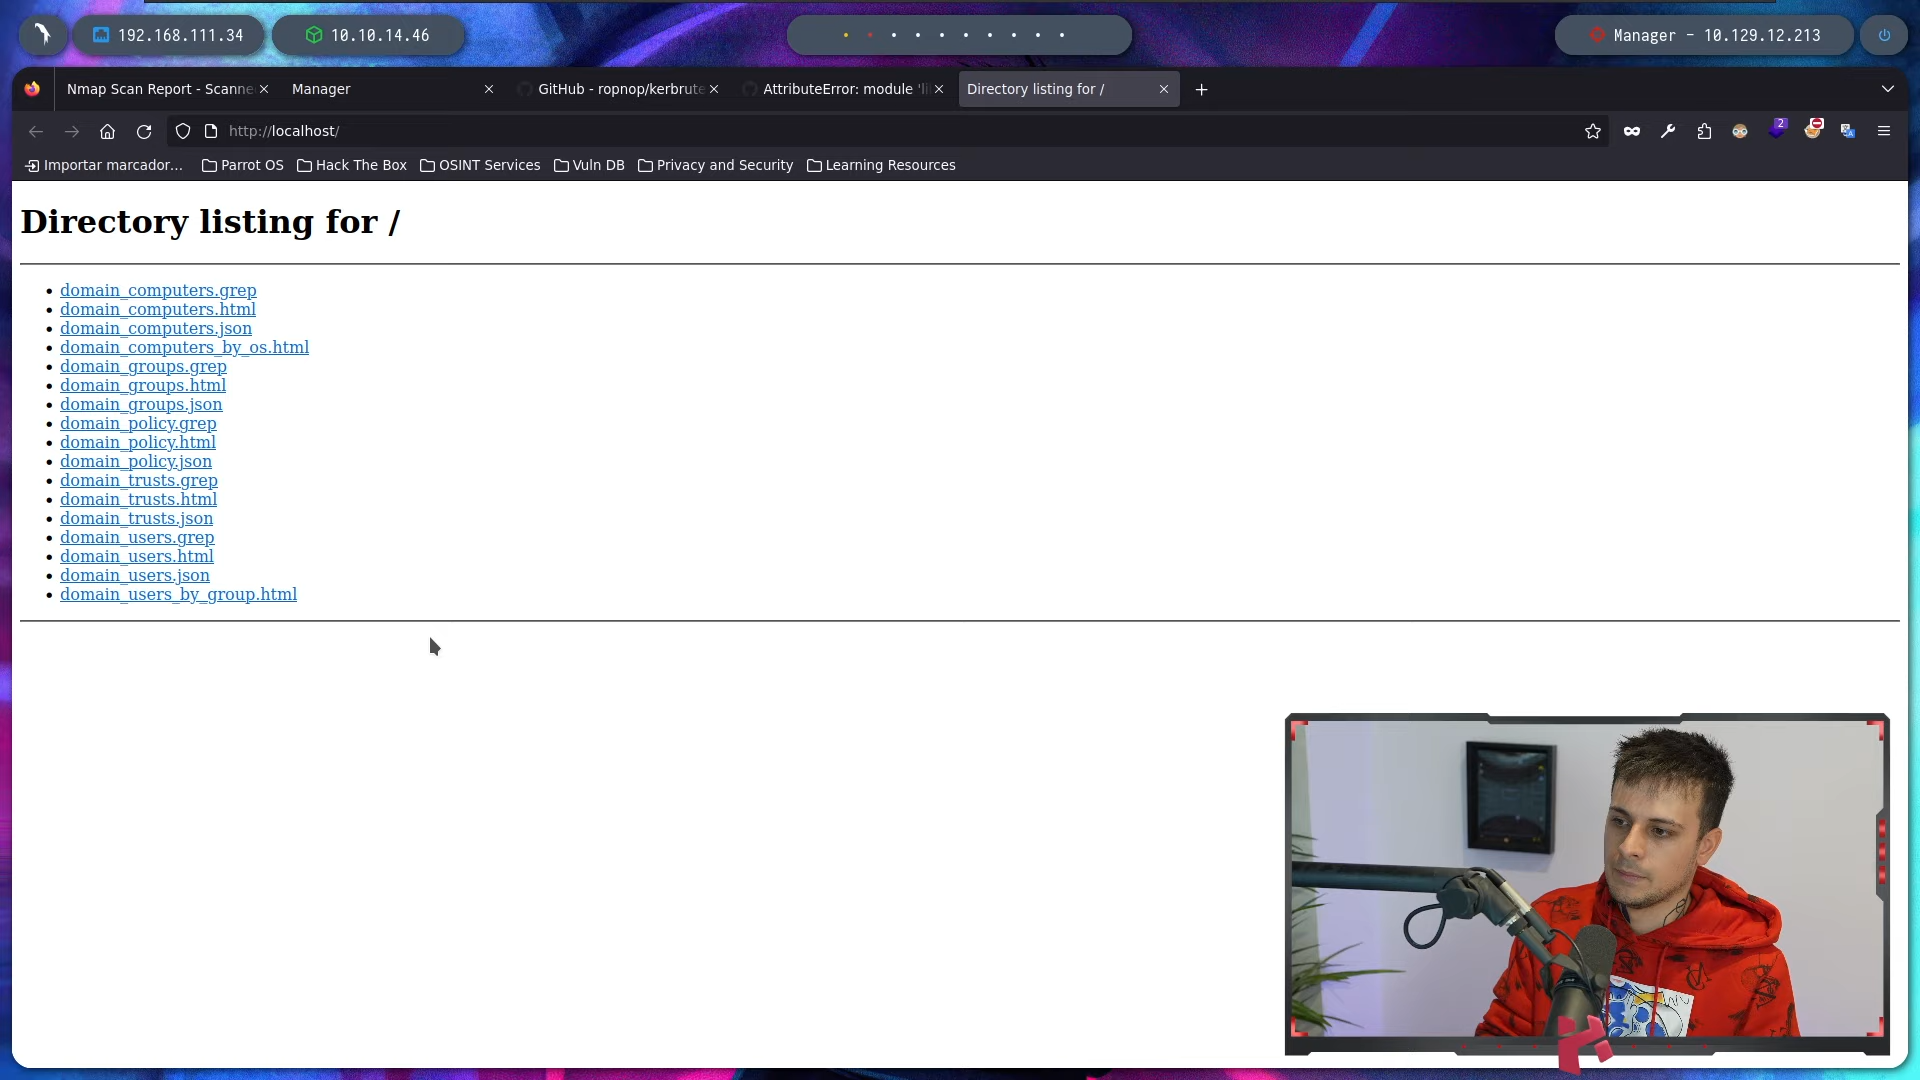 192.168.111.34
10.10.14.46
Manager - 10.129.12.213
Nmap Scan Report - Scanne
Manager
GitHub - ropnop/kerbrute
AttributeError: module 'li
Directory listing for /
http://localhost/
2
Importar marcador...
Parrot OS
Hack The Box
OSINT Services
Vuln DB
Privacy and Security
Learning Resources
Directory listing for /
domain_computers.grep
domain_computers.html
domain_computers.json
domain_computers_by_os.html
domain_groups.grep
domain_groups.html
domain_groups.json
domain_policy.grep
domain_policy.html
domain_policy.json
domain_trusts.grep
domain_trusts.html
domain_trusts.json
domain_users.grep
domain_users.html
domain_users.json
domain_users_by_group.html